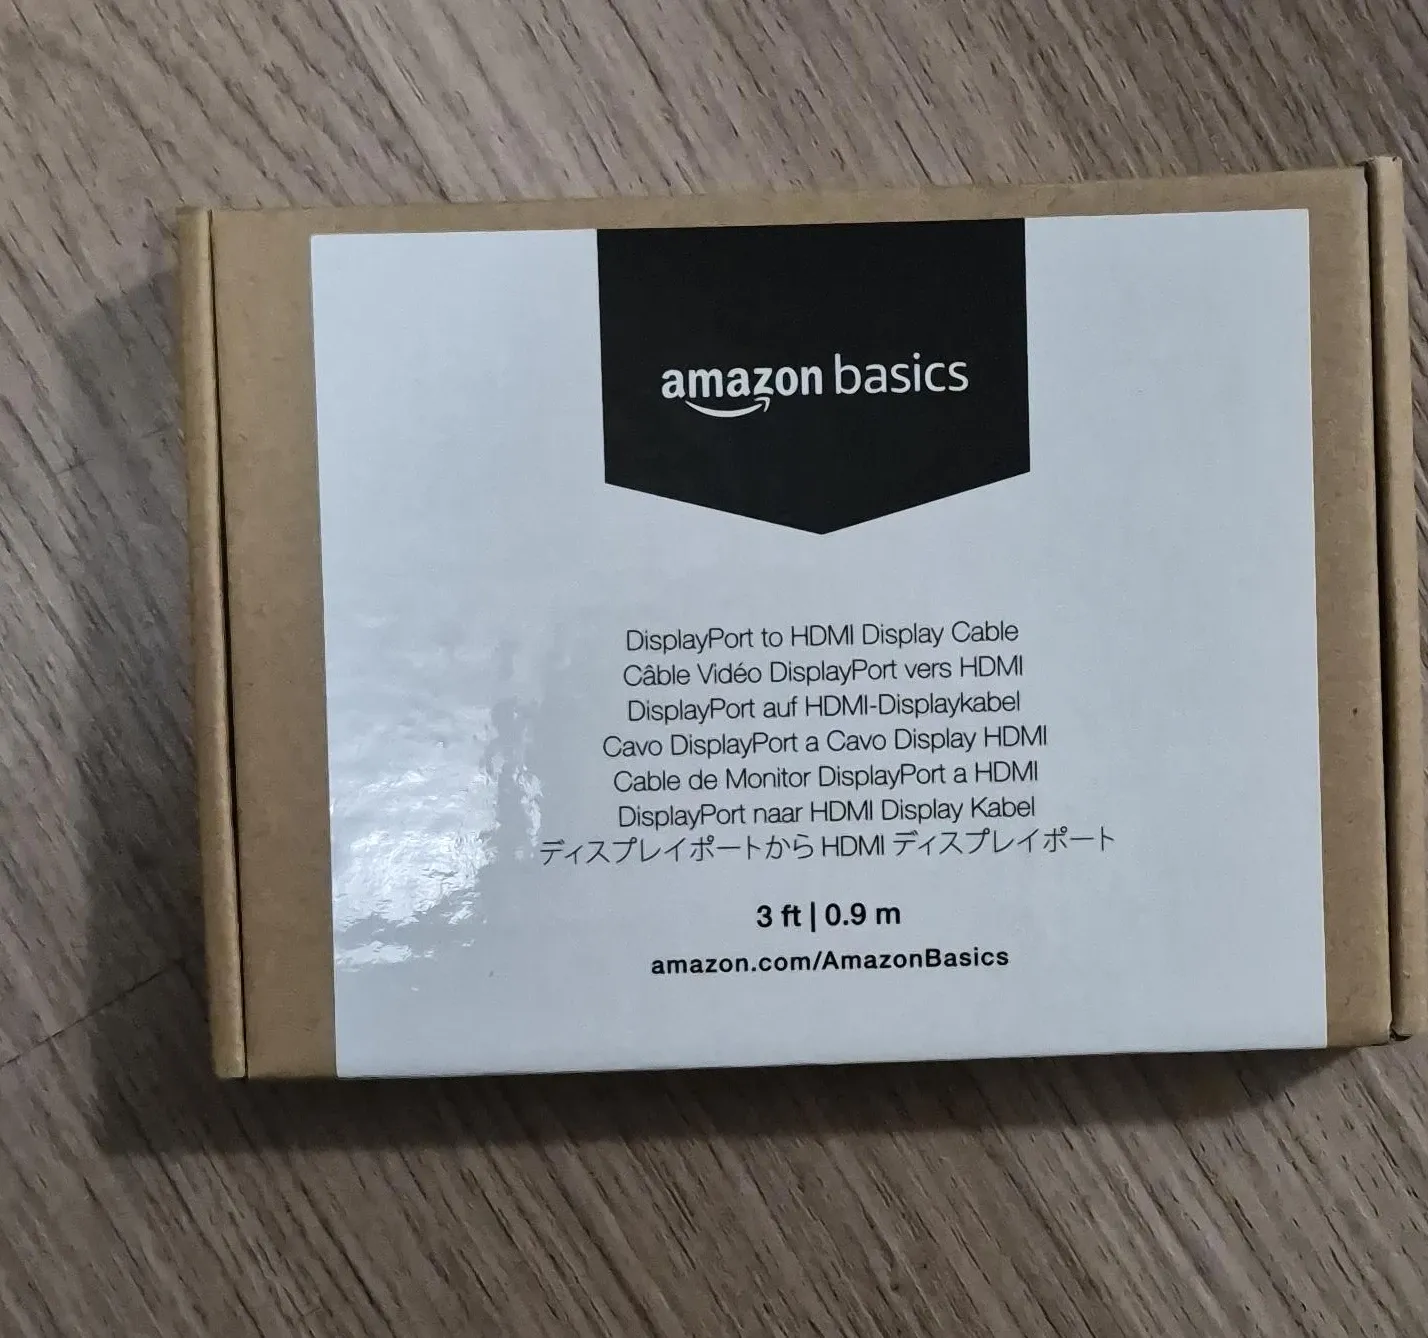 amazon basics
DisplayPort to HDMI Display Cable
Câble Vidéo DisplayPort vers HDMI
DisplayPort auf HDMI-Displaykabel
Cavo DisplayPort a Cavo Display HDMI
Cable de Monitor DisplayPort a HDMI
DisplayPort naar HDMI Display Kabel
ディスプレイポートから HDMI ディスプレイポート
3 ft | 0.9 m
amazon.com/AmazonBasics